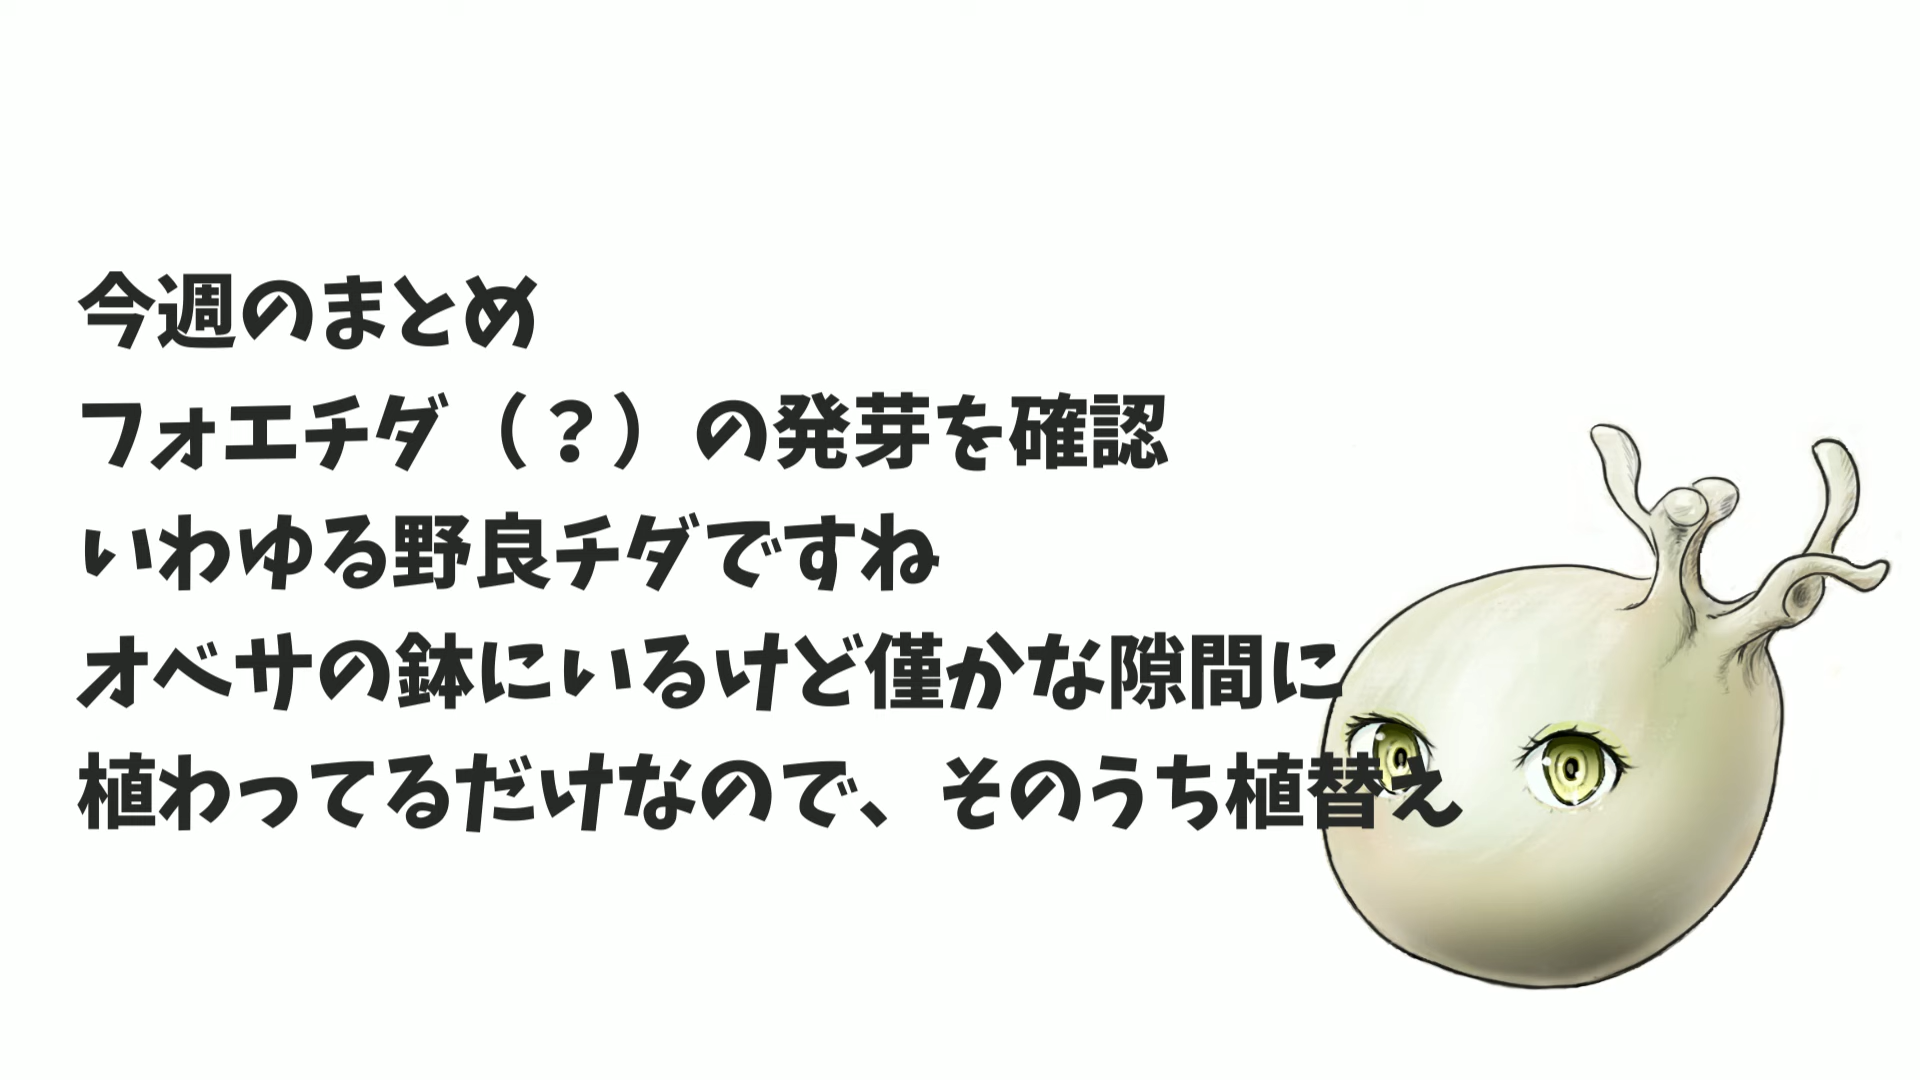 今週のまとめ
フォエチダ（？）の発芽を確認
いわゆる野良チダですね
オベサの鉢にいるけど僅かな隙間に
植わってるだけなので、そのうち植替え